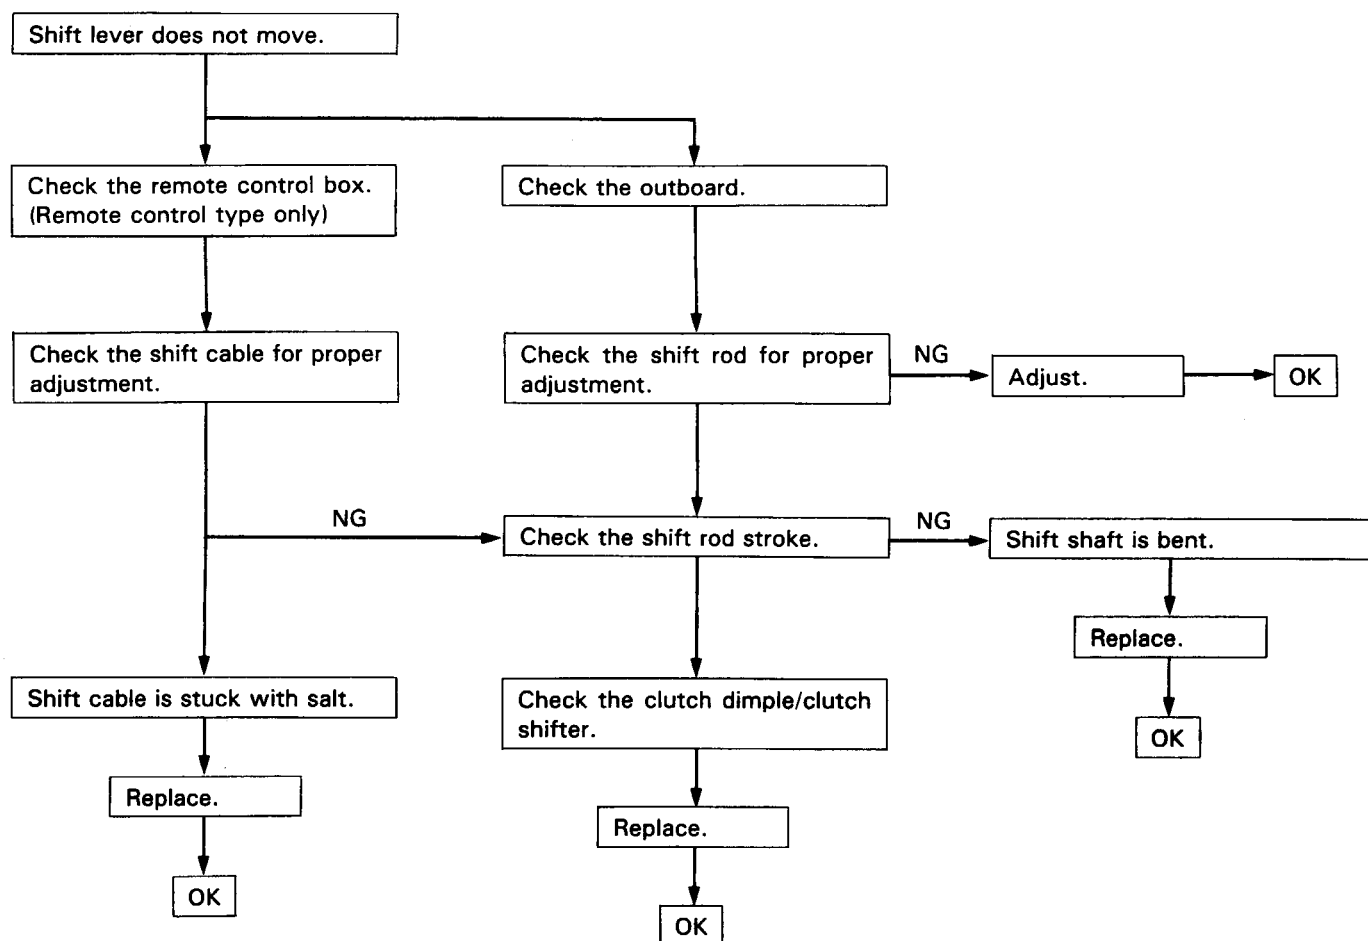 Shift lever does not move.
Check the remote control box.
(Remote control type only)
Check the outboard.
Check the shift cable for proper
adjustment.
Check the shift rod for proper
adjustment.
NG
Adjust.
OK
NG
Check the shift rod stroke.
NG
Shift shaft is bent.
Replace.
OK
Shift cable is stuck with salt.
Replace.
OK
Check the clutch dimple/clutch
shifter.
Replace.
OK